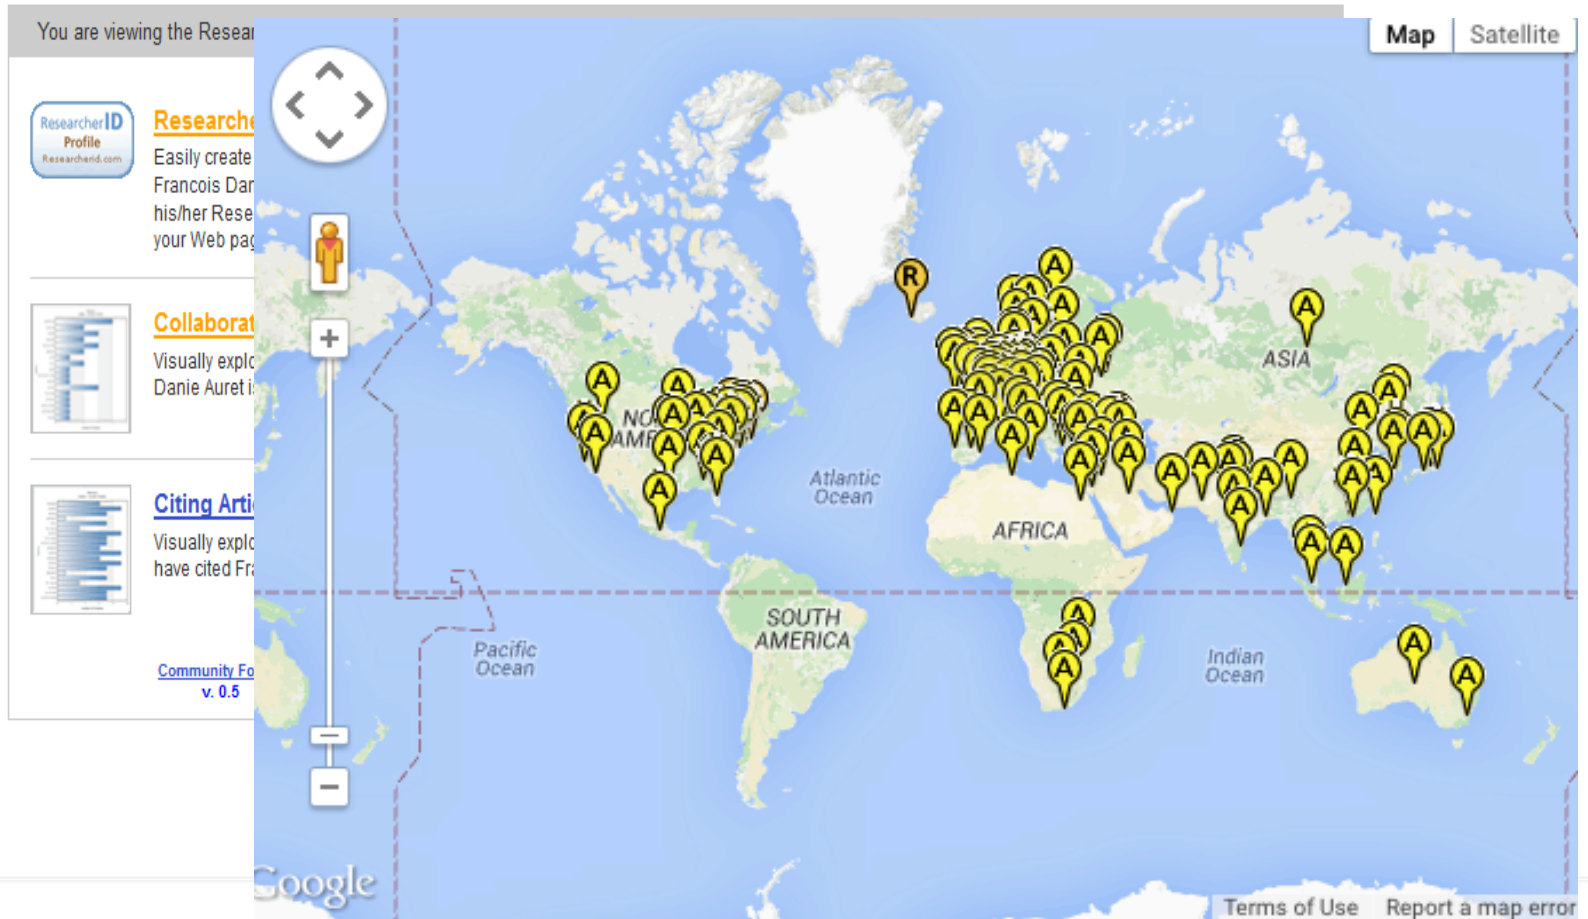 You are viewing the Resear
ResearcherID
Profile
Researcherid.com
Researche
Easily create
Francois Dan
his/her Rese
your Web pag
Collaborat
Visually explo
Danie Auret i
Citing Arti
Visually explo
have cited Fra
Community Fo
v. 0.5
Map
Satellite
R
A
ASIA
NO
AME
Atlantic
Ocean
AFRICA
SOUTH
AMERICA
Pacific
Ocean
Indian
Ocean
Google
Terms of Use
Report a map error